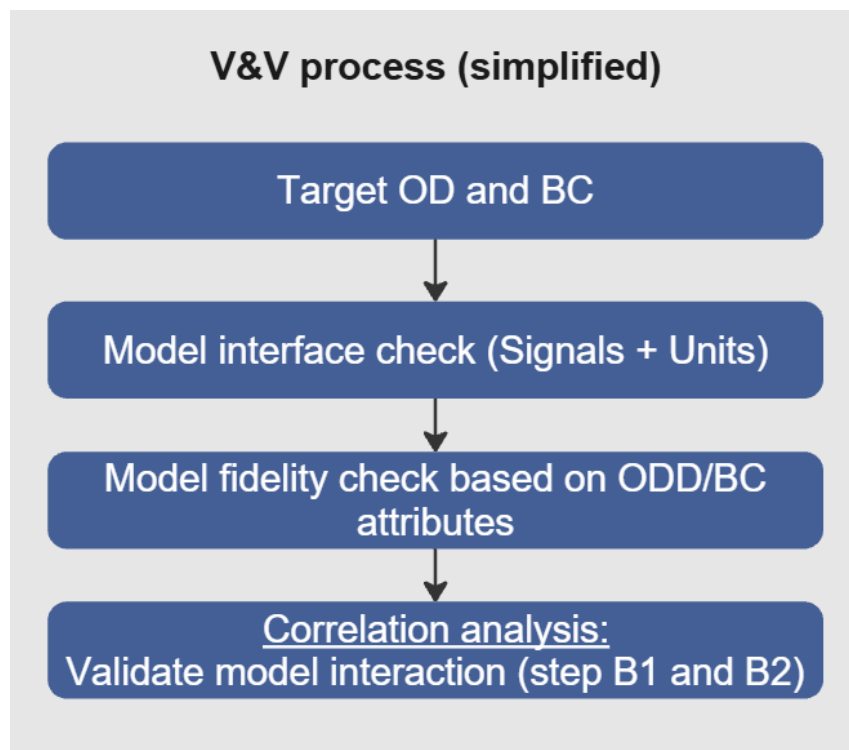 V&V process (simplified)
Target OD and BC
Model interface check (Signals + Units)
Model fidelity check based on ODD/BC
attributes
Correlation analysis:
Validate model interaction (step B1 and B2)